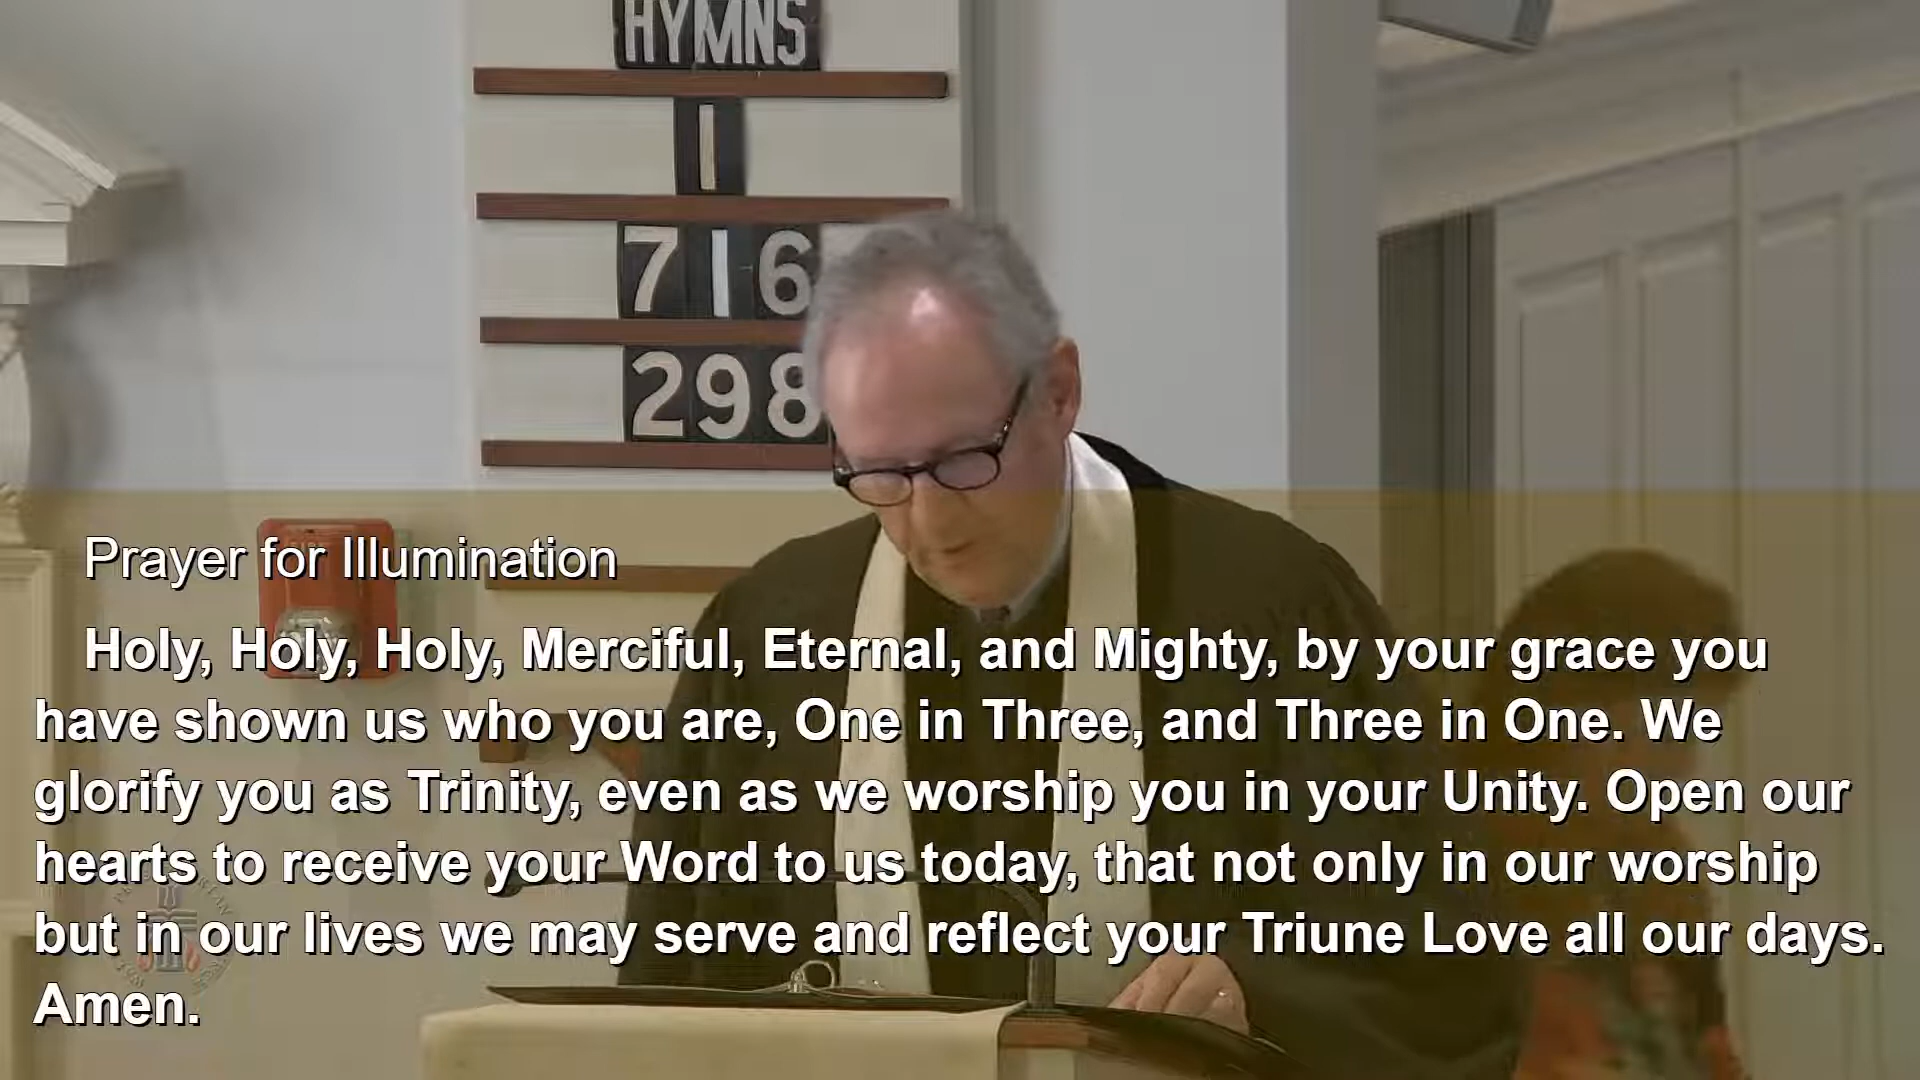 HYMNS
1
716
298
Prayer for Illumination
Holy, Holy, Holy, Merciful, Eternal, and Mighty, by your grace you
have shown us who you are, One in Three, and Three in One. We
glorify you as Trinity, even as we worship you in your Unity. Open our
hearts to receive your Word to us today, that not only in our worship
but in our lives we may serve and reflect your Triune Love all our days.
Amen.